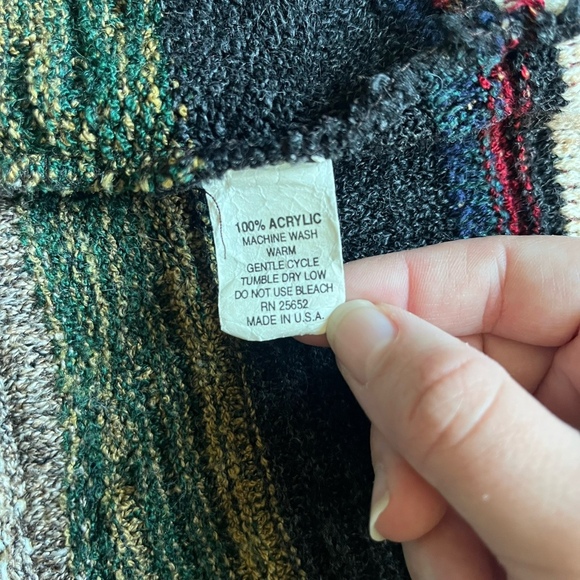 100% ACRYLIC
MACHINE WASH
WARM
GENTLE CYCLE
TUMBLE DRY LOW
DO NOT USE BLEACH
RN 25652
MADE IN U.S.A.